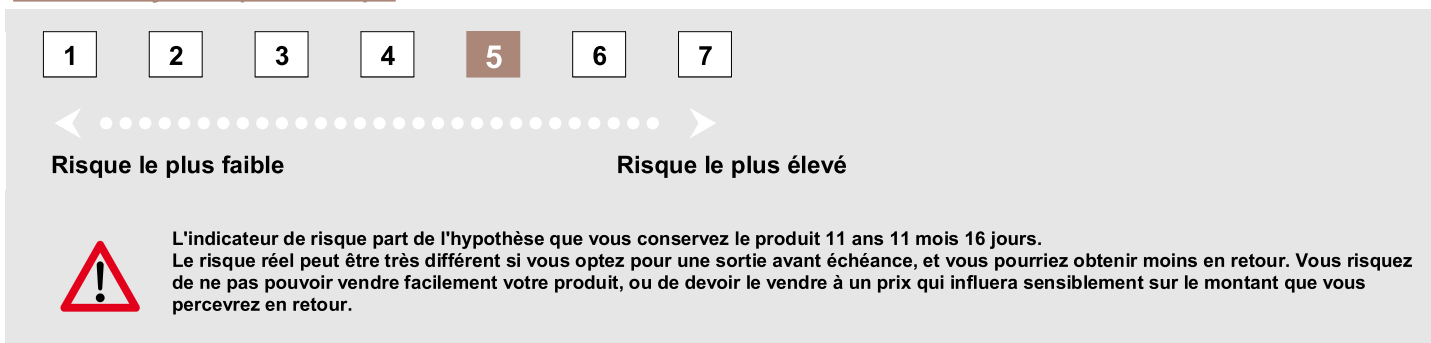 1 2 3 4 5 6 7
Risque le plus faible Risque le plus élevé
L'indicateur de risque part de l'hypothèse que vous conservez le produit 11 ans 11 mois 16 jours.
Le risque réel peut être très différent si vous optez pour une sortie avant échéance, et vous pourriez obtenir moins en retour. Vous risquez
de ne pas pouvoir vendre facilement votre produit, ou de devoir le vendre à un prix qui influera sensiblement sur le montant que vous
percevrez en retour.